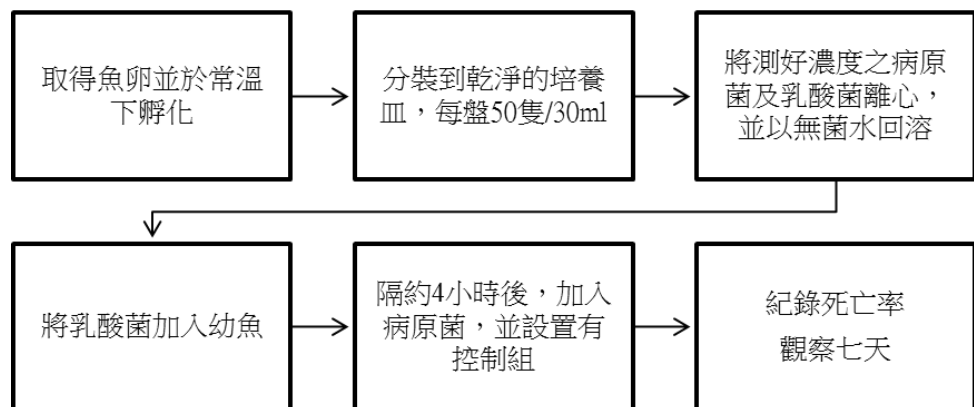 取得魚卵並於常溫
下孵化
分裝到乾淨的培養
皿，每盤50隻/30ml
將測好濃度之病原
菌及乳酸菌離心，
並以無菌水回溶
將乳酸菌加入幼魚
隔約4小時後，加入
病原菌，並設置有
控制組
紀錄死亡率
觀察七天